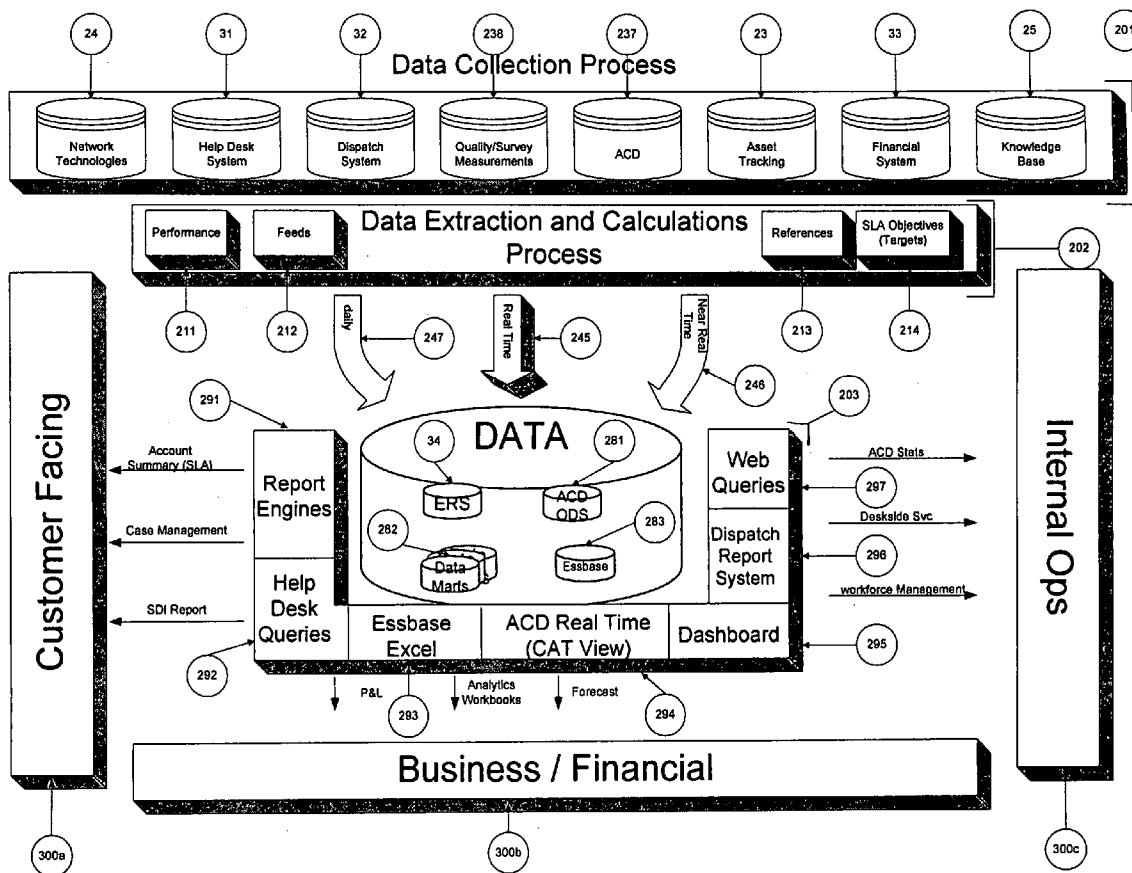 24
31
32
238
237
23
33
25
201
Data Collection Process
Network
Technologies
Help Desk
System
Dispatch
System
Quality/Survey
Measurements
ACD
Asset
Tracking
Financial
System
Knowledge
Base
Data Extraction and Calculations
Process
Performance
Feeds
References
SLA Objectives
(Targets)
202
211
212
213
214
daily
Real Time
Near Real
Time
247
245
246
291
203
DATA
34
281
ERS
ACD
ODS
282
283
Data
Marts
Essbase
Report
Engines
Help
Desk
Queries
Web
Queries
Dispatch
Report
System
Essbase
Excel
ACD Real Time
(CAT View)
Dashboard
Account
Summary (SLA)
Case Management
SDI Report
ACD Stats
297
Deskside Svc
296
workforce Management
295
292
293
294
P&L
Analytics
Workbooks
Forecast
Customer Facing
Internal Ops
Business / Financial
300a
300b
300c